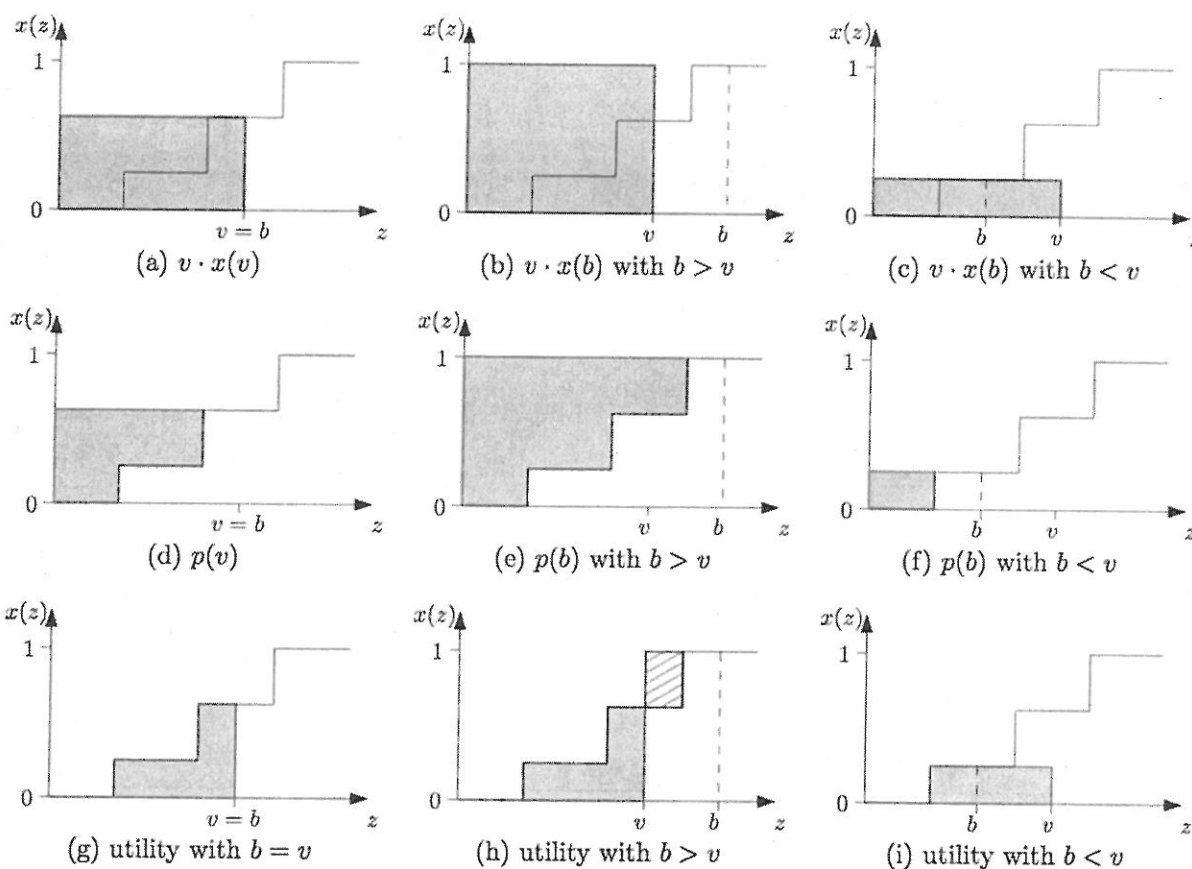 x(z) x(z) x(z)
1 1 1
0 0 0
v = b z v b z b v z
(a) v · x(v) (b) v · x(b) with b > v (c) v · x(b) with b < v
x(z) x(z) x(z)
1 1 1
0 0 0
v = b z v b z b v z
(d) p(v) (e) p(b) with b > v (f) p(b) with b < v
x(z) x(z) x(z)
1 1 1
0 0 0
v = b z v b z b v z
(g) utility with b = v (h) utility with b > v (i) utility with b < v